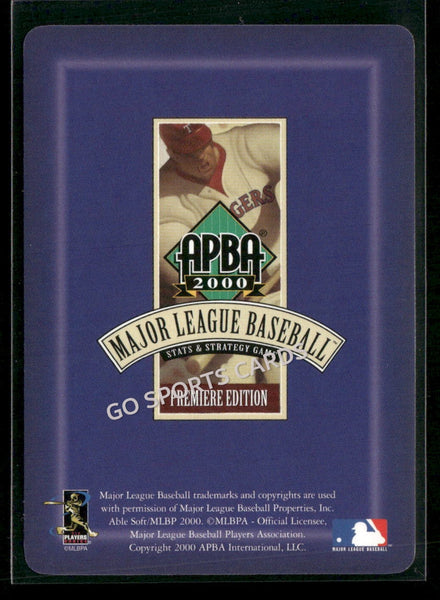 T
GERS
APBA®
2000
MAJOR LEAGUE BASEBALL™
STATS & STRATEGY GAME
GO SPORTS CARDS
PREMIERE EDITION
Major League Baseball trademarks and copyrights are used
with permission of Major League Baseball Properties, Inc.
Able Soft/MLBP 2000. ©MLBPA - Official Licensee,
Major League Baseball Players Association.
Copyright 2000 APBA International, LLC.
PLAYERS
©MLBPA
MAJOR LEAGUE BASEBALL